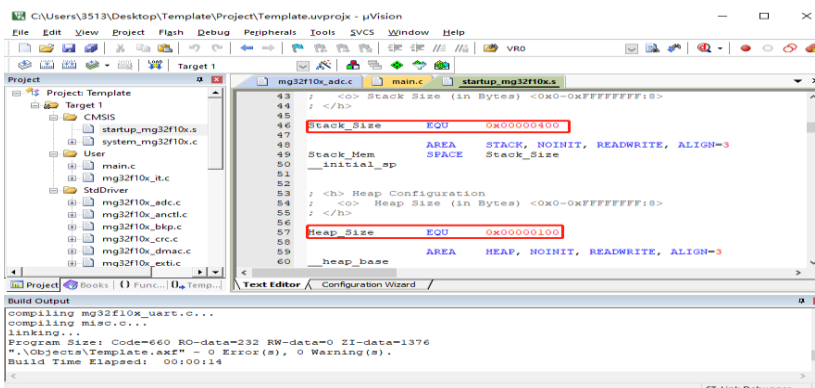 C:\Users\3513\Desktop\Template\Project\Template.uvprojx - µVision
File Edit View Project Flash Debug Peripherals Tools SVCS Window Help
VR0
Target 1
Project
Project: Template
Target 1
CMSIS
startup_mg32f10x.s
system_mg32f10x.c
User
main.c
mg32f10x_it.c
StdDriver
mg32f10x_adc.c
mg32f10x_anctl.c
mg32f10x_bkp.c
mg32f10x_crc.c
mg32f10x_dmac.c
mg32f10x_exti.c
Project Books {} Func... Temp...
mg32f10x_adc.c main.c startup_mg32f10x.s
43 ; <o> Stack Size (in Bytes) <0x0-0xFFFFFFFF:8>
44 ; </h>
45
46 Stack_Size EQU 0x00000400
47
48 AREA STACK, NOINIT, READWRITE, ALIGN=3
49 Stack_Mem SPACE Stack_Size
50 __initial_sp
51
52
53 ; <h> Heap Configuration
54 ; <o> Heap Size (in Bytes) <0x0-0xFFFFFFFF:8>
55 ; </h>
56
57 Heap_Size EQU 0x00000100
58
59 AREA HEAP, NOINIT, READWRITE, ALIGN=3
60 __heap_base
Text Editor Configuration Wizard
Build Output
compiling mg32f10x_uart.c...
compiling misc.c...
linking...
Program Size: Code=660 RO-data=232 RW-data=0 ZI-data=1376
".\Objects\Template.axf" - 0 Error(s), 0 Warning(s).
Build Time Elapsed: 00:00:14